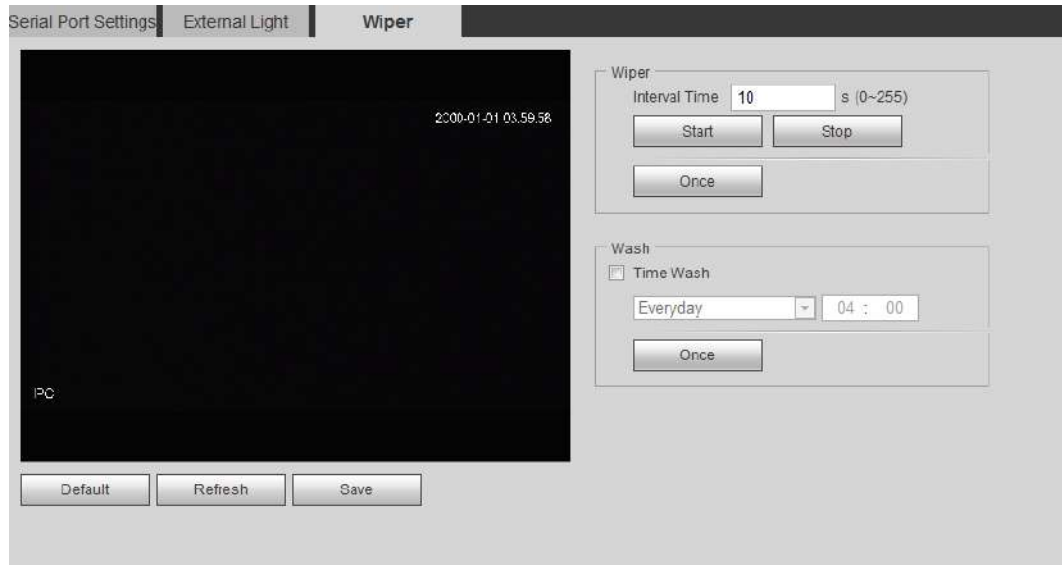 Serial Port Settings External Light Wiper
2000-01-01 03:59:58
IPC
Default Refresh Save
Wiper
Interval Time 10 s (0~255)
Start Stop
Once
Wash
Time Wash
Everyday 04 : 00
Once